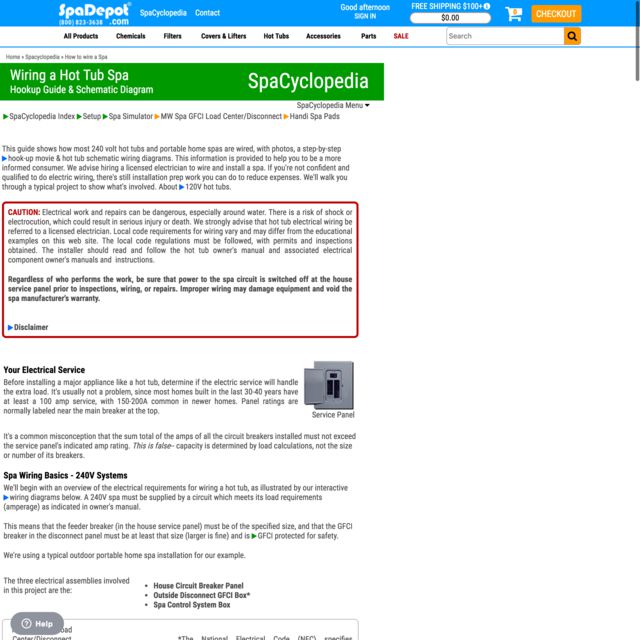 SpaDepot®
(800) 823-3638 .com
SpaCyclopedia Contact
Good afternoon
SIGN IN
FREE SHIPPING $100+
$0.00
0
CHECKOUT
All Products Chemicals Filters Covers & Lifters Hot Tubs Accessories Parts SALE
Search
Home » Spacyclopedia » How to wire a Spa
Wiring a Hot Tub Spa
Hookup Guide & Schematic Diagram
SpaCyclopedia
SpaCyclopedia Menu
SpaCyclopedia Index Setup Spa Simulator MW Spa GFCI Load Center/Disconnect Handi Spa Pads
This guide shows how most 240 volt hot tubs and portable home spas are wired, with photos, a step-by-step
hook-up movie & hot tub schematic wiring diagrams. This information is provided to help you to be a more
informed consumer. We advise hiring a licensed electrician to wire and install a spa. If you're not confident and
qualified to do electric wiring, there's still installation prep work you can do to reduce expenses. We'll walk you
through a typical project to show what's involved. About 120V hot tubs.
CAUTION: Electrical work and repairs can be dangerous, especially around water. There is a risk of shock or
electrocution, which could result in serious injury or death. We strongly advise that hot tub electrical wiring be
referred to a licensed electrician. Local code requirements for wiring vary and may differ from the educational
examples on this web site. The local code regulations must be followed, with permits and inspections
obtained. The installer should read and follow the hot tub owner's manual and associated electrical
component owner's manuals and instructions.
Regardless of who performs the work, be sure that power to the spa circuit is switched off at the house
service panel prior to inspections, wiring, or repairs. Improper wiring may damage equipment and void the
spa manufacturer's warranty.
Disclaimer
Your Electrical Service
Before installing a major appliance like a hot tub, determine if the electric service will handle
the extra load. It's usually not a problem, since most homes built in the last 30-40 years have
at least a 100 amp service, with 150-200A common in newer homes. Panel ratings are
normally labeled near the main breaker at the top.
Service Panel
It's a common misconception that the sum total of the amps of all the circuit breakers installed must not exceed
the service panel's indicated amp rating. This is false– capacity is determined by load calculations, not the size
or number of its breakers.
Spa Wiring Basics - 240V Systems
We'll begin with an overview of the electrical requirements for wiring a hot tub, as illustrated by our interactive
wiring diagrams below. A 240V spa must be supplied by a circuit which meets its load requirements
(amperage) as indicated in owner's manual.
This means that the feeder breaker (in the house service panel) must be of the specified size, and that the GFCI
breaker in the disconnect panel must be at least that size (larger is fine) and is GFCI protected for safety.
We're using a typical outdoor portable home spa installation for our example.
The three electrical assemblies involved
in this project are the:
• House Circuit Breaker Panel
• Outside Disconnect GFCI Box*
• Spa Control System Box
Help
Center/Disconnect
*The National Electrical Code (NEC) specifies